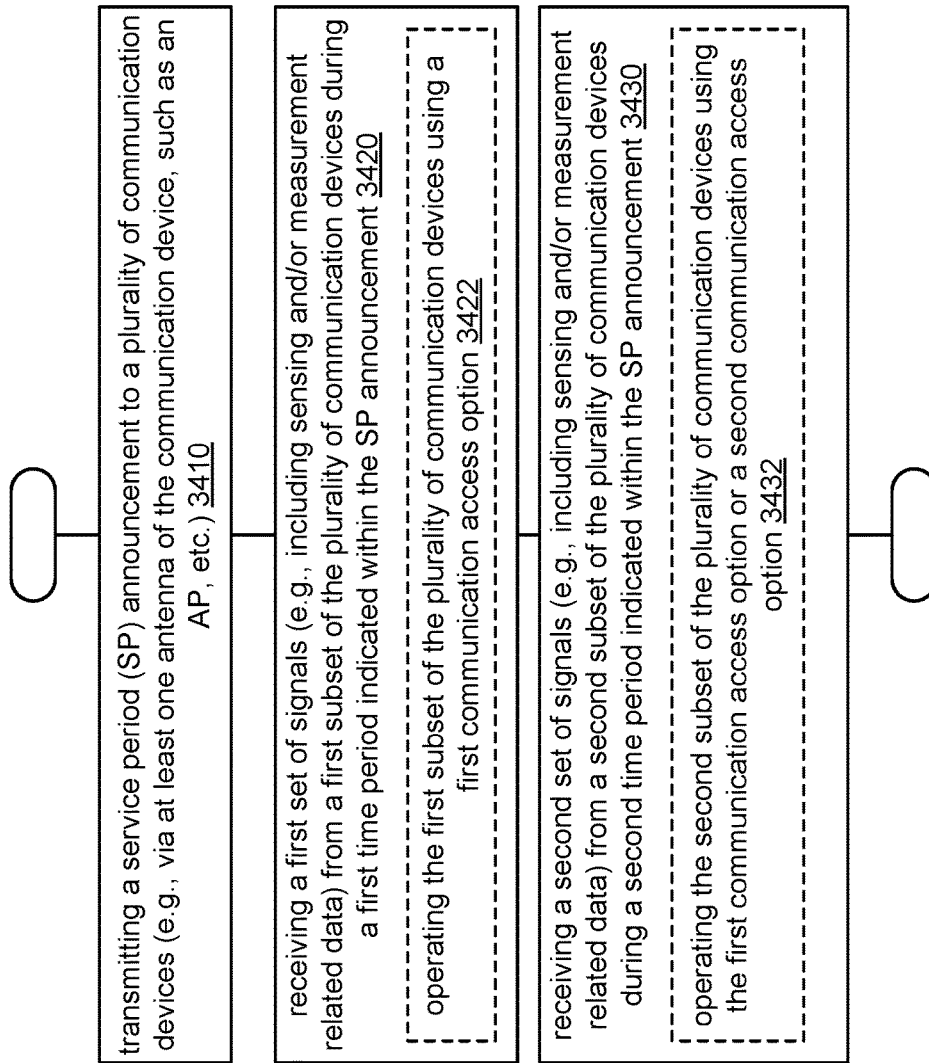 transmitting a service period (SP) announcement to a plurality of communication
devices (e.g., via at least one antenna of the communication device, such as an
AP, etc.) 3410
receiving a first set of signals (e.g., including sensing and/or measurement
related data) from a first subset of the plurality of communication devices during
a first time period indicated within the SP announcement 3420
operating the first subset of the plurality of communication devices using a
first communication access option 3422
receiving a second set of signals (e.g., including sensing and/or measurement
related data) from a second subset of the plurality of communication devices
during a second time period indicated within the SP announcement 3430
operating the second subset of the plurality of communication devices using
the first communication access option or a second communication access
option 3432